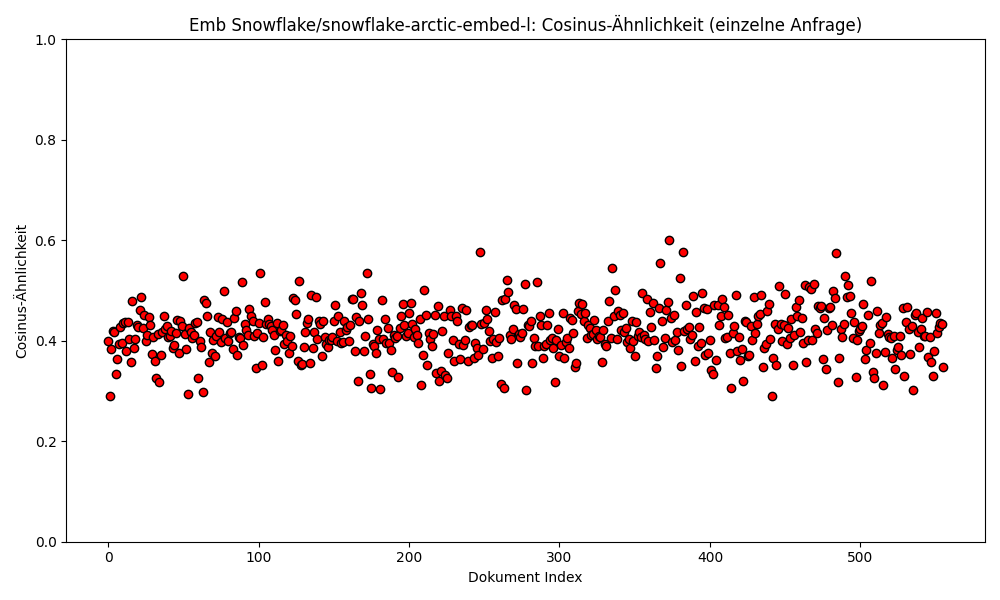 Emb Snowflake/snowflake-arctic-embed-l: Cosinus-Ähnlichkeit (einzelne Anfrage)
1.0
0.8
0.6
0.4
0.2
0.0
Cosinus-Ähnlichkeit
0 100 200 300 400 500
Dokument Index